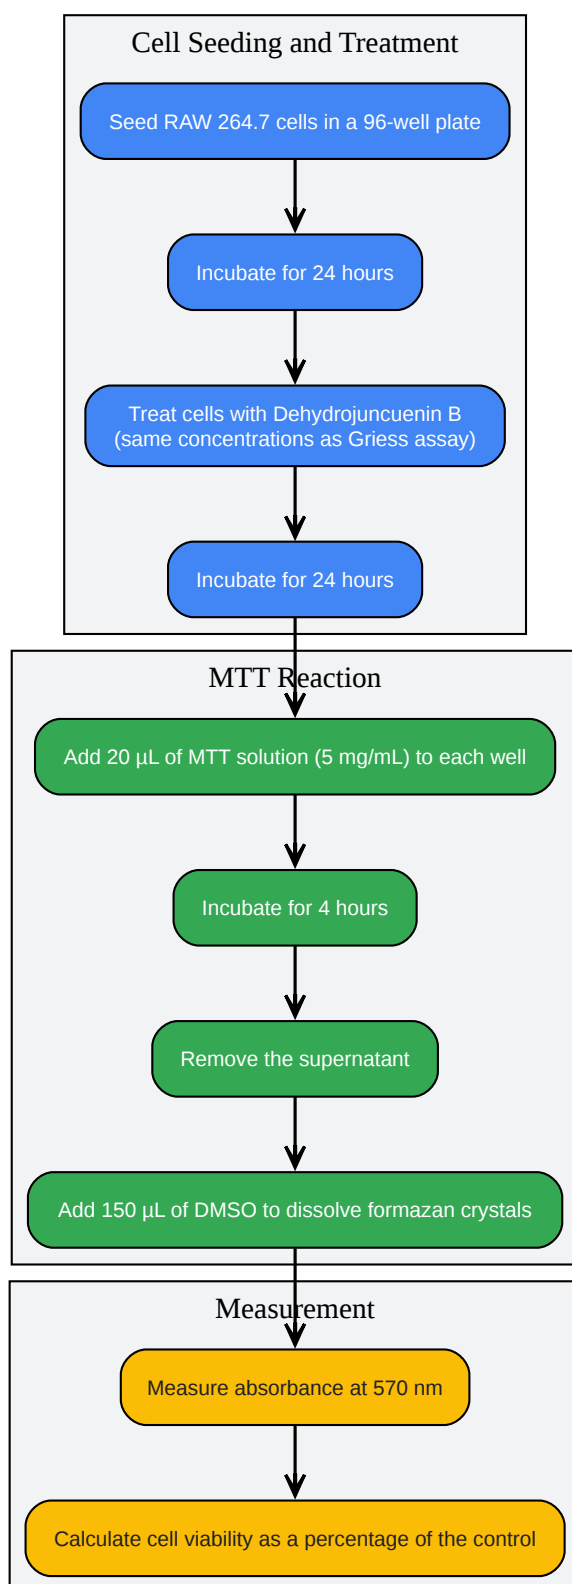 Cell Seeding and Treatment
Seed RAW 264.7 cells in a 96-well plate
Incubate for 24 hours
Treat cells with Dehydrojuncuenin B
(same concentrations as Griess assay)
Incubate for 24 hours
MTT Reaction
Add 20 µL of MTT solution (5 mg/mL) to each well
Incubate for 4 hours
Remove the supernatant
Add 150 µL of DMSO to dissolve formazan crystals
Measurement
Measure absorbance at 570 nm
Calculate cell viability as a percentage of the control